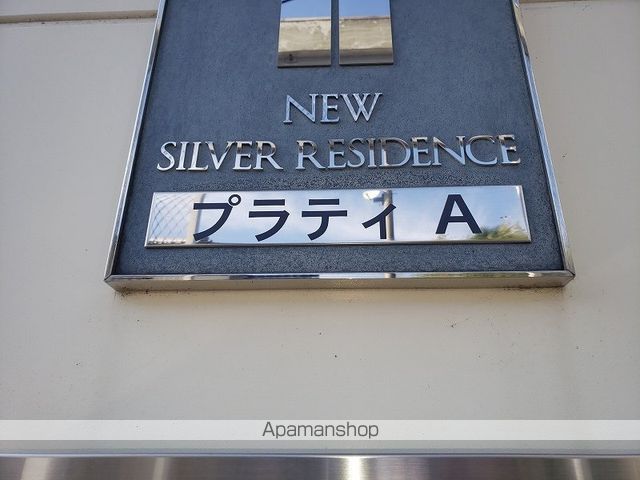 NEW
SILVER RESIDENCE
プラティ A
Apamanshop